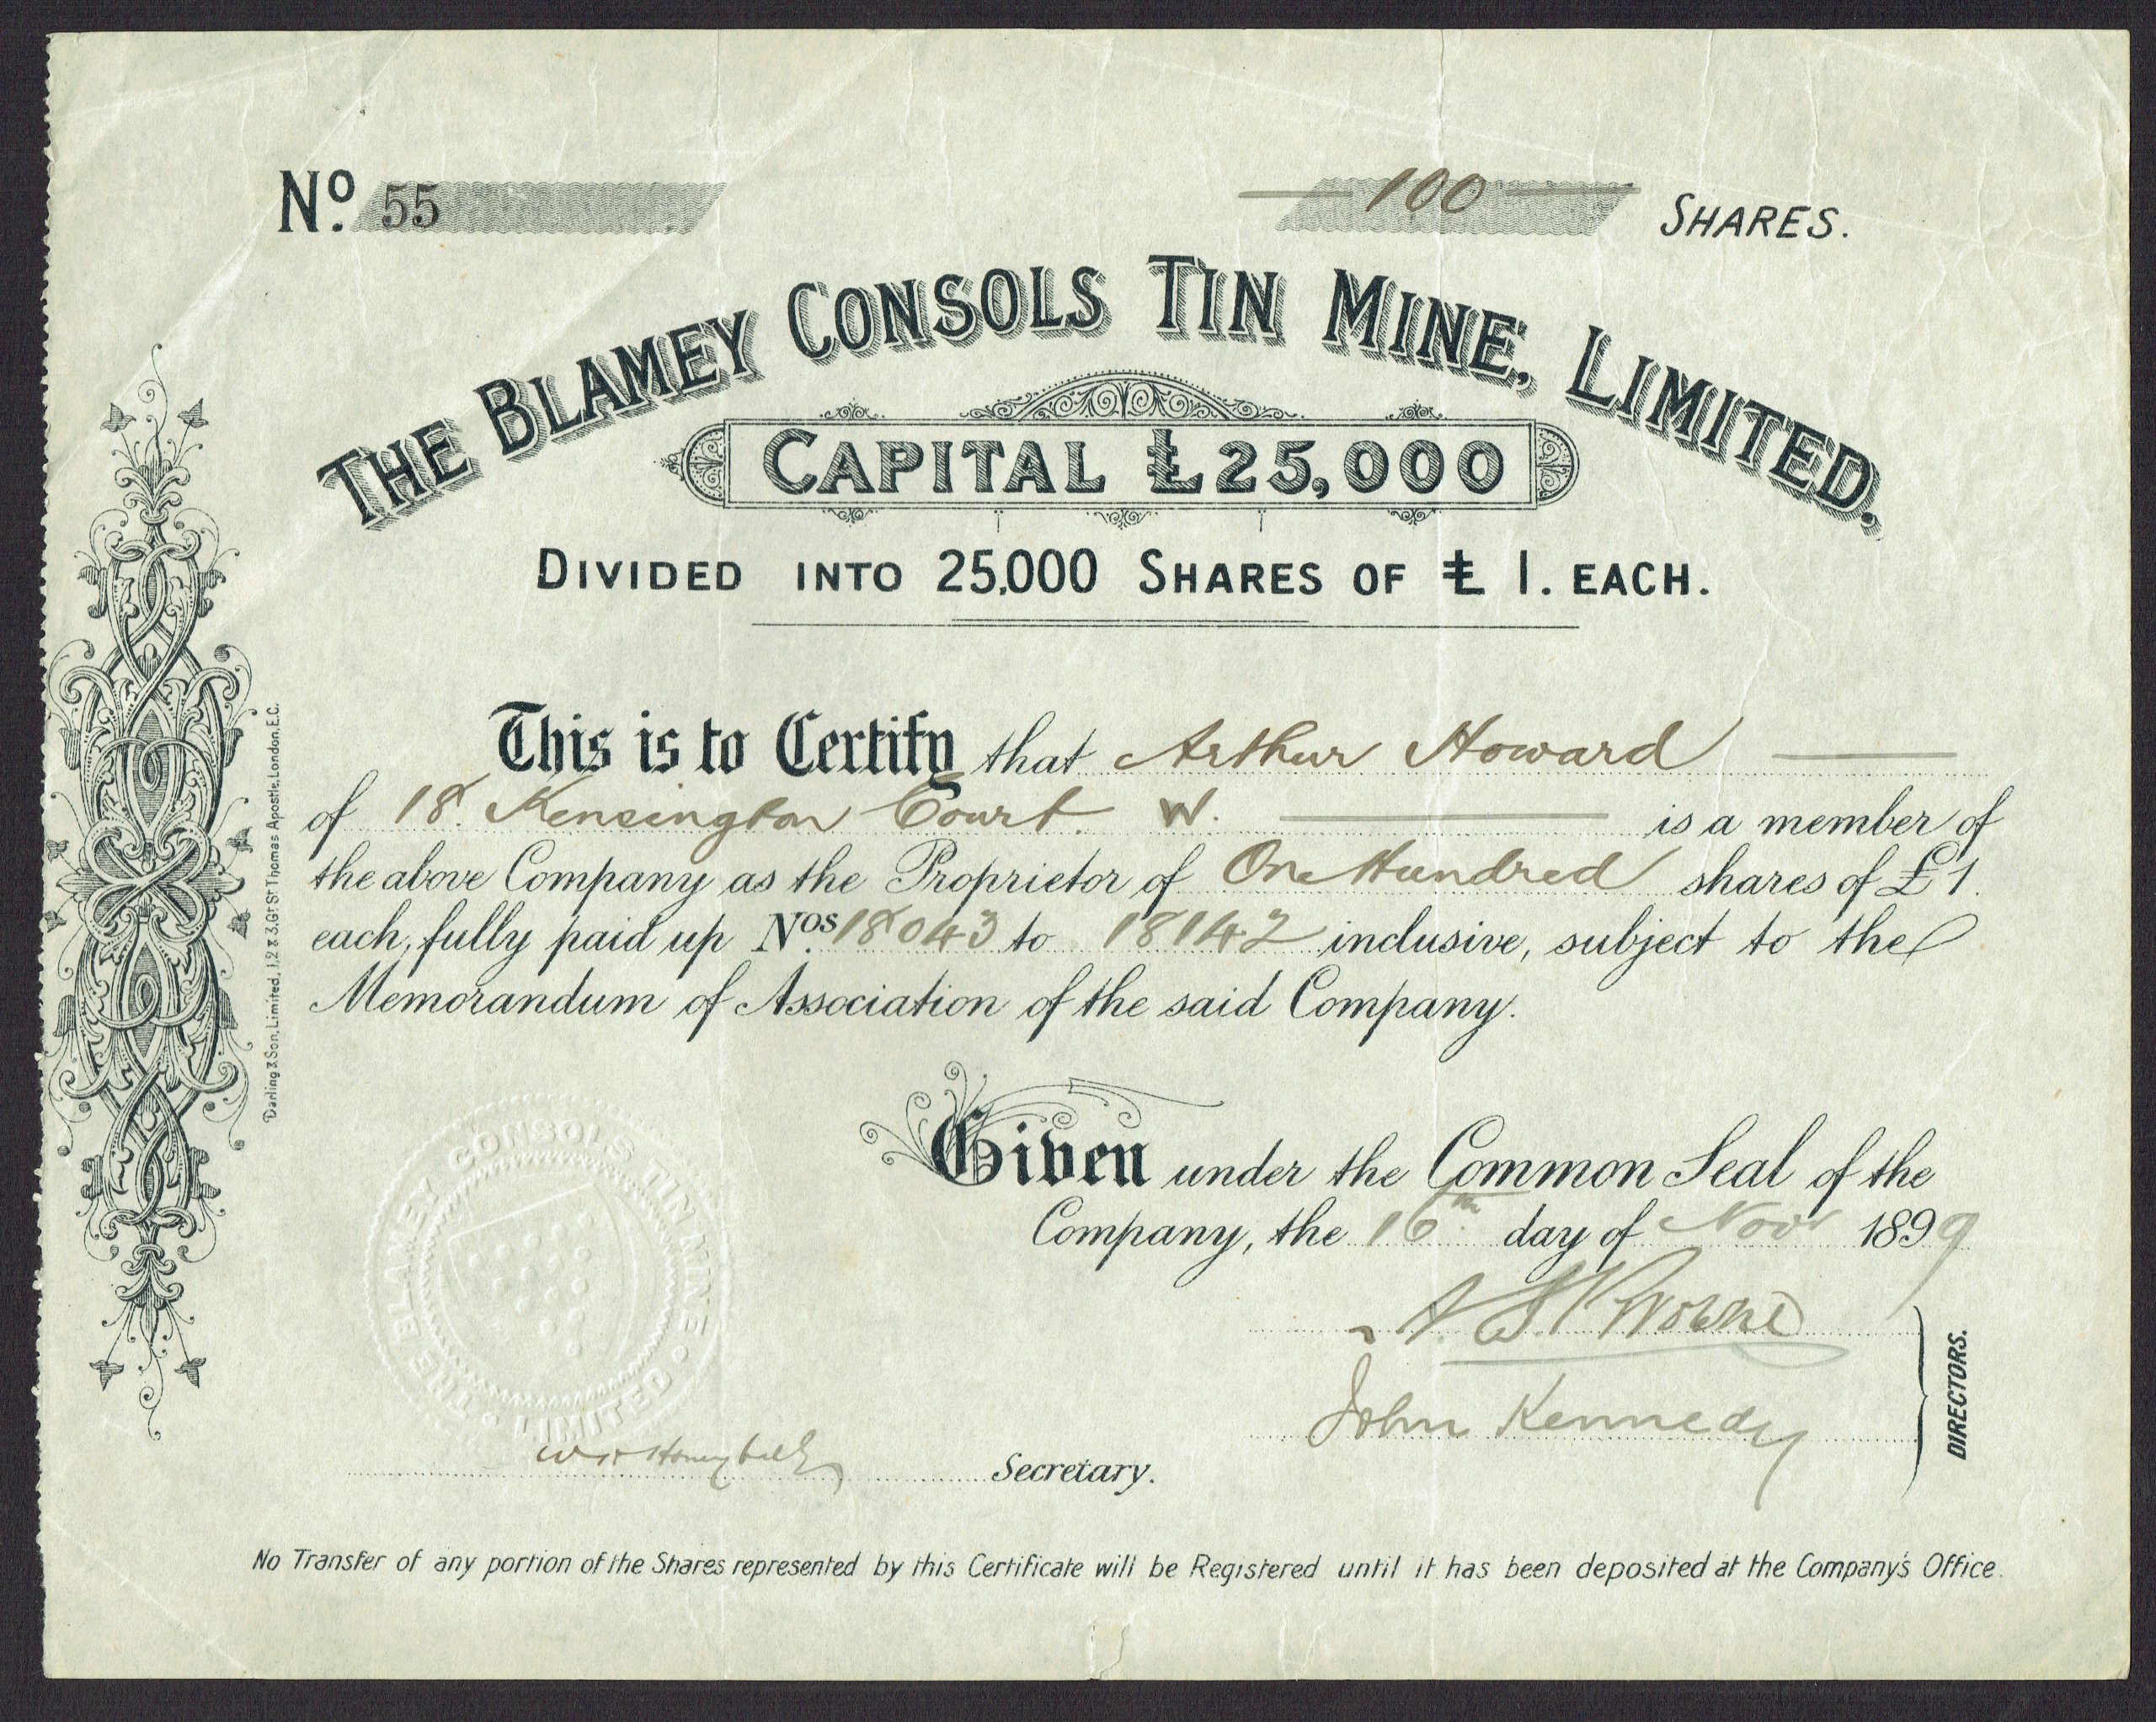 Nº 55
100 SHARES.
THE BLAMEY CONSOLS TIN MINE, LIMITED.
CAPITAL £25,000
DIVIDED INTO 25,000 SHARES OF £ 1. EACH.
This is to Certify that Arthur Howard
of 18. Kensington Court. W. is a member of
the above Company as the Proprietor of One Hundred shares of £1.
each, fully paid up Nos. 18043 to 18142 inclusive, subject to the
Memorandum of Association of the said Company.
Given under the Common Seal of the
Company, the 16th day of Novr 1899
John Kennedy
DIRECTORS.
Secretary.
THE BLAMEY CONSOLS TIN MINE LIMITED
No Transfer of any portion of the Shares represented by this Certificate will be Registered until it has been deposited at the Company's Office.
Darling & Son, Limited, 1, 2 & 3, Gt St Thomas Apostle, London, E.C.